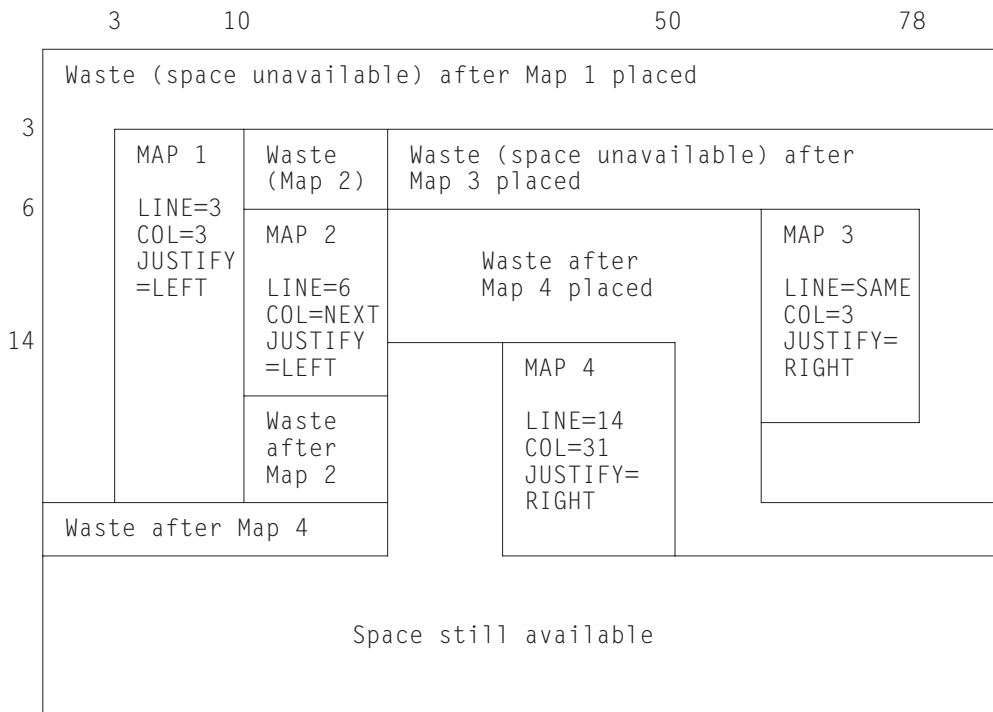 3 10 50 78
Waste (space unavailable) after Map 1 placed
3
MAP 1
LINE=3
COL=3
JUSTIFY
=LEFT
Waste
(Map 2)
Waste (space unavailable) after
Map 3 placed
6
MAP 2
LINE=6
COL=NEXT
JUSTIFY
=LEFT
Waste after
Map 4 placed
MAP 3
LINE=SAME
COL=3
JUSTIFY=
RIGHT
14
MAP 4
LINE=14
COL=31
JUSTIFY=
RIGHT
Waste
after
Map 2
Waste after Map 4
Space still available